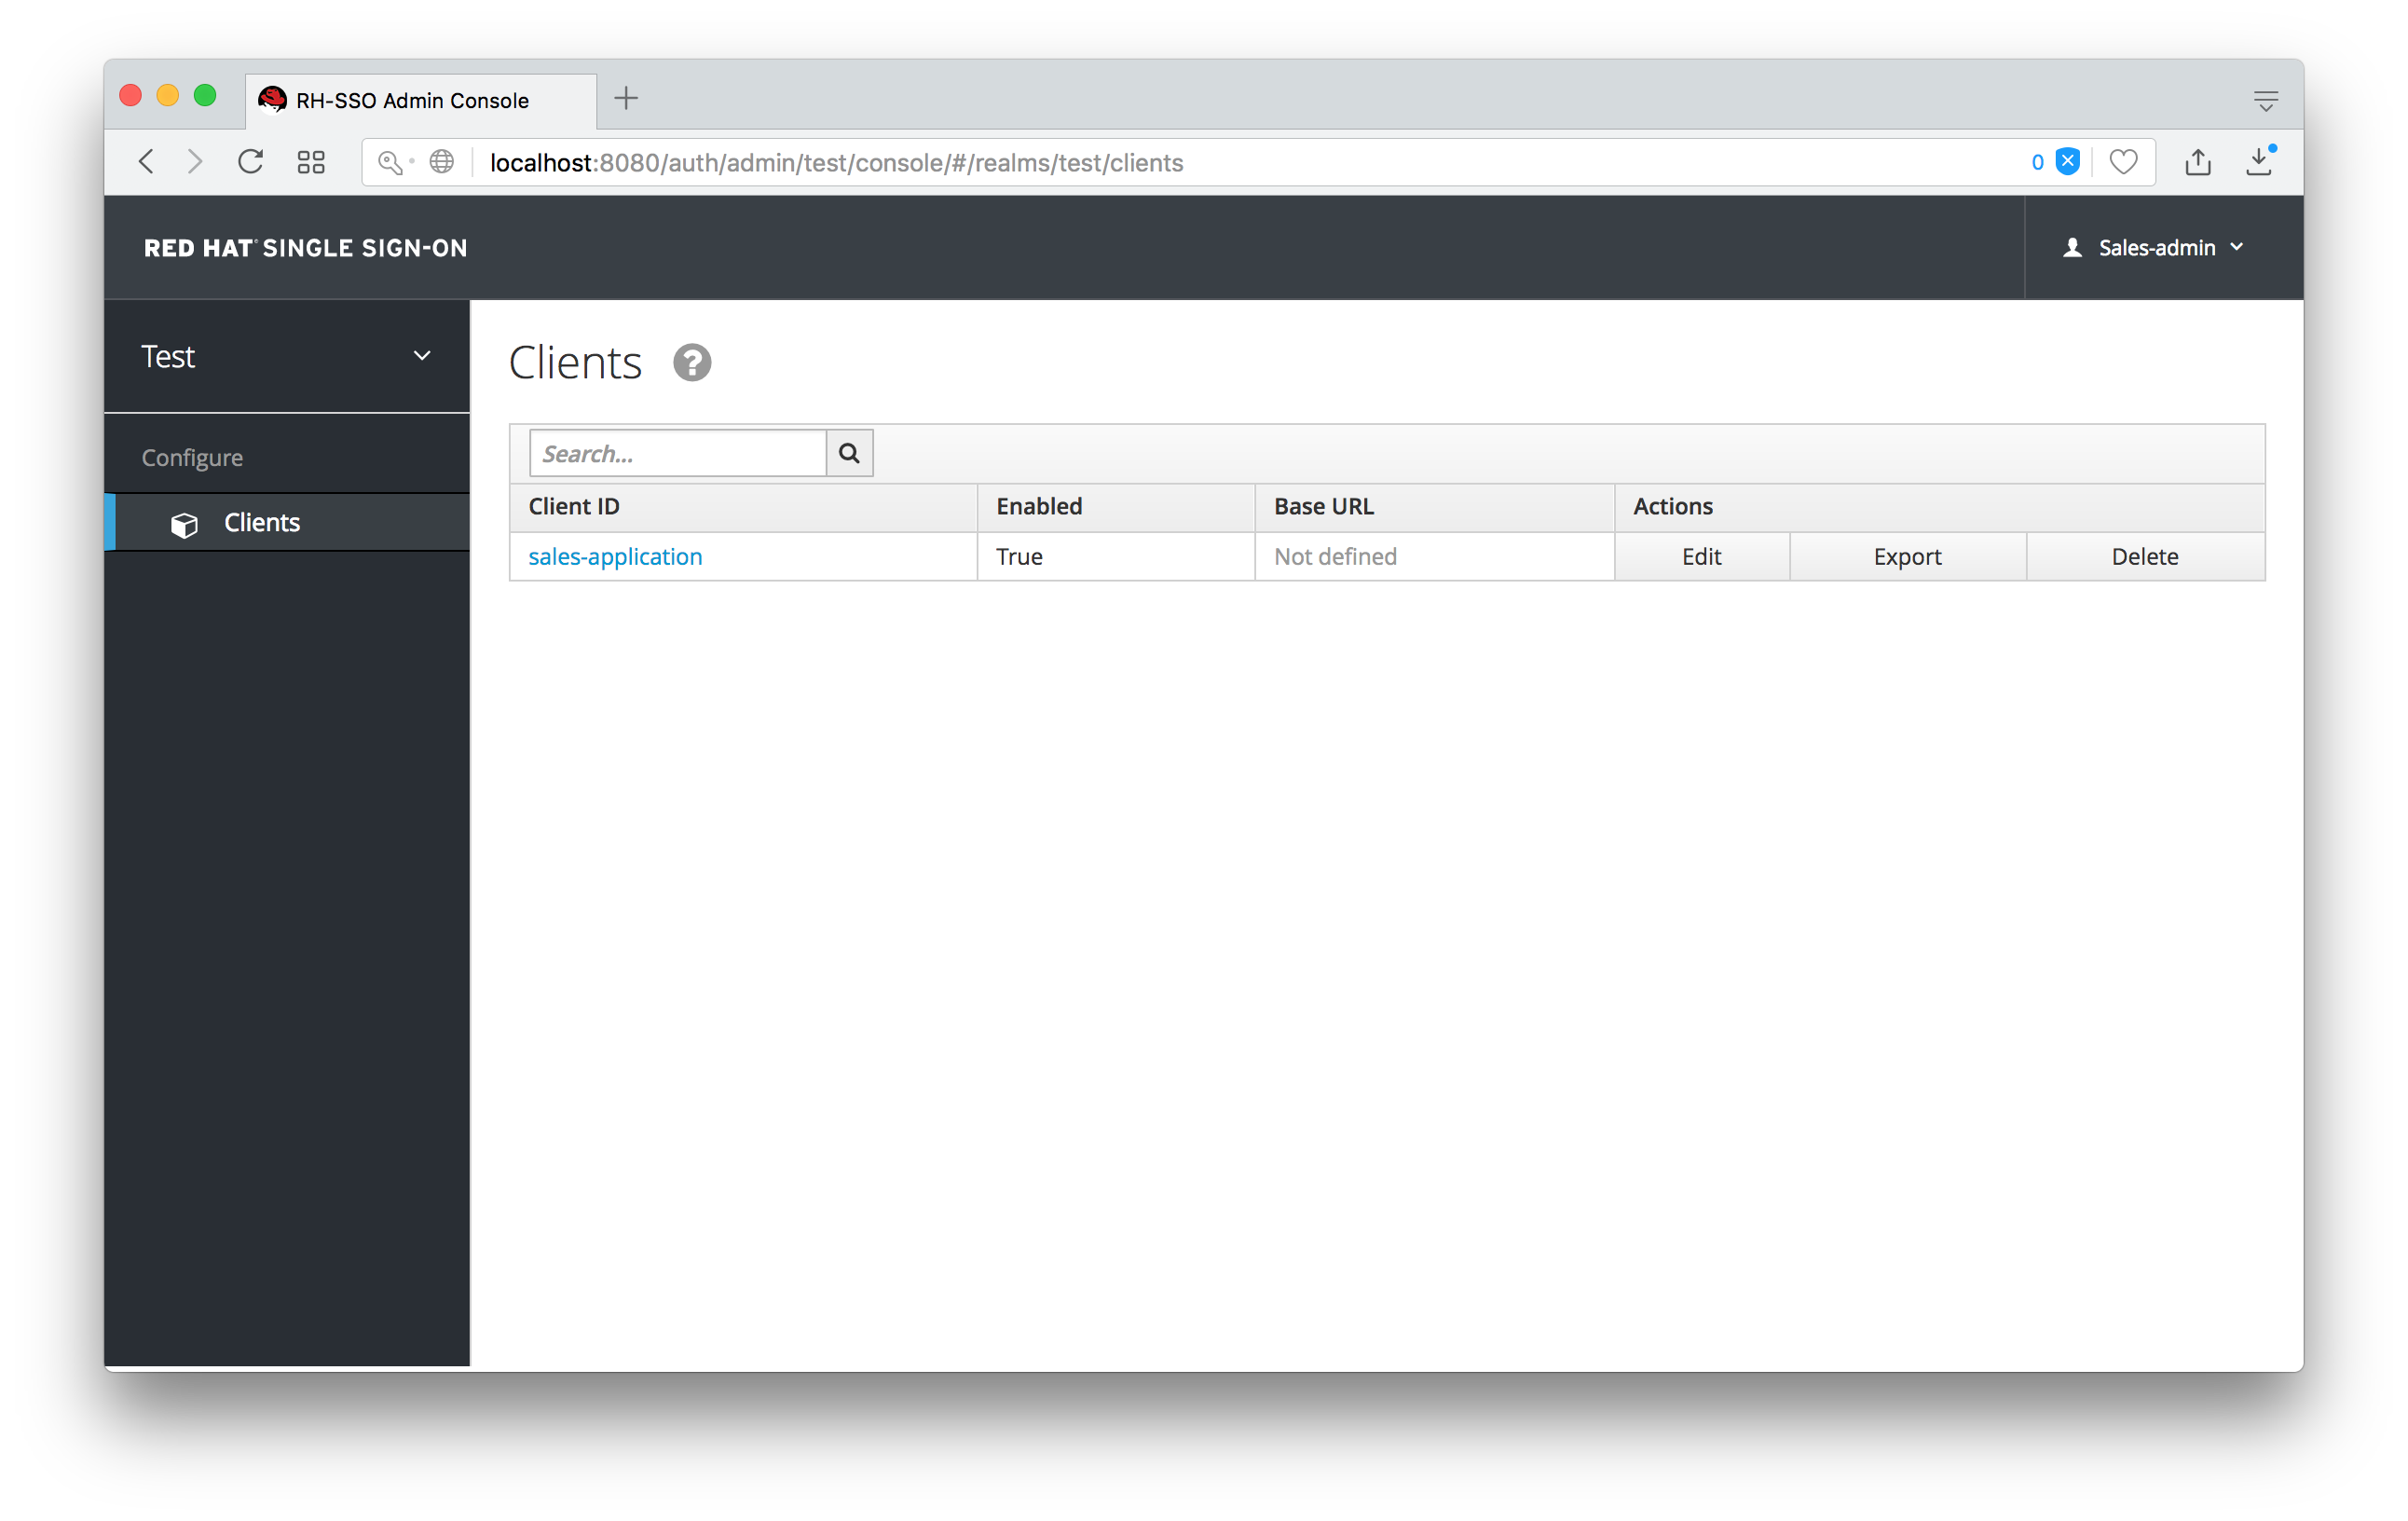 RH-SSO Admin Console
localhost:8080/auth/admin/test/console/#/realms/test/clients
0
RED HAT® SINGLE SIGN-ON
Sales-admin
Test
Configure
Clients
Clients
Search...
Client ID Enabled Base URL Actions
sales-application True Not defined Edit Export Delete